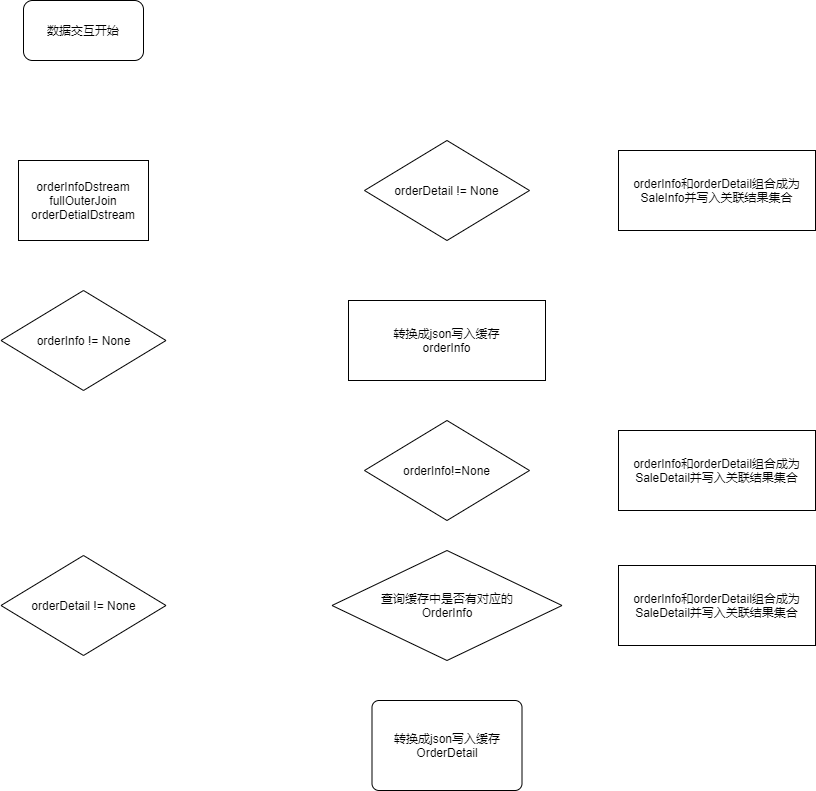 数据交互开始
orderInfoDstream
fullOuterJoin
orderDetialDstream
orderDetail != None
orderInfo和orderDetail组合成为
SaleInfo并写入关联结果集合
orderInfo != None
转换成json写入缓存
orderInfo
orderInfo!=None
orderInfo和orderDetail组合成为
SaleDetail并写入关联结果集合
orderDetail != None
查询缓存中是否有对应的
OrderInfo
orderInfo和orderDetail组合成为
SaleDetail并写入关联结果集合
转换成json写入缓存
OrderDetail